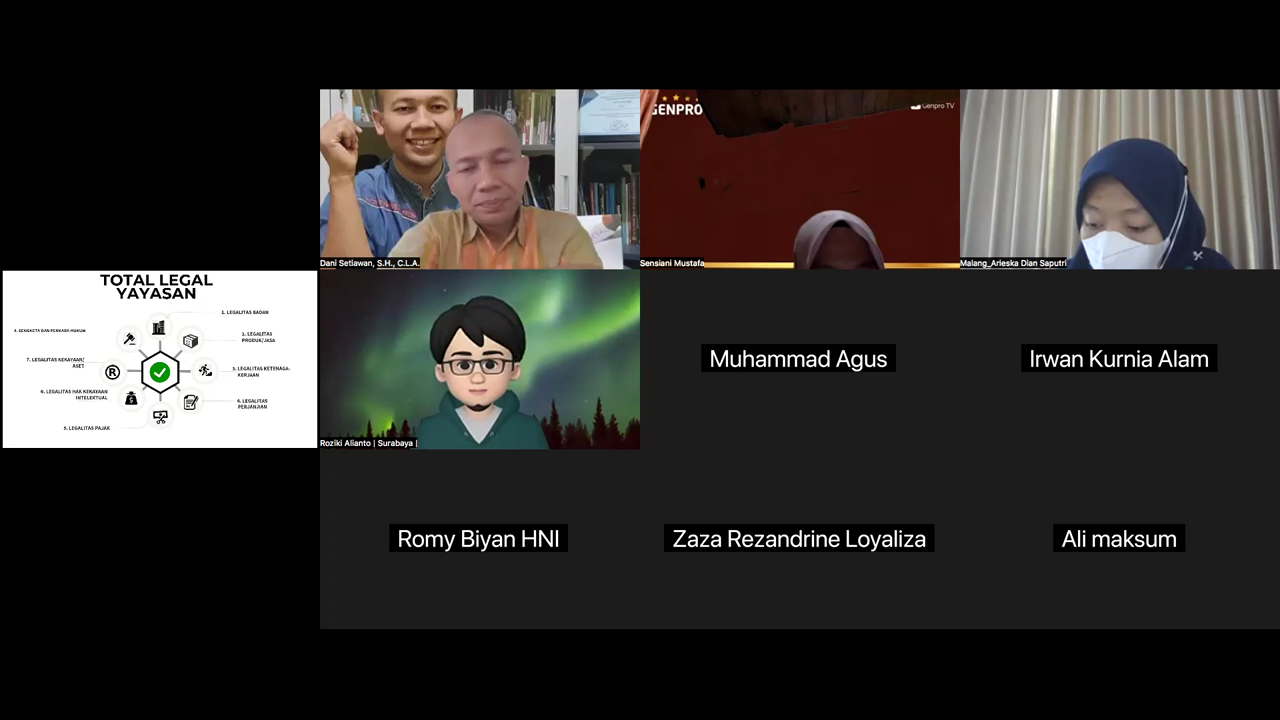 TOTAL LEGAL
YAYASAN
1. LEGALITAS BADAN
2. LEGALITAS
PRODUK/JASA
3. LEGALITAS KETENAGA-
KERJAAN
4. LEGALITAS
PERJANJIAN
5. LEGALITAS PAJAK
6. LEGALITAS HAK KEKAYAAN
INTELEKTUAL
7. LEGALITAS KEKAYAAN/
ASET
8. SENGKETA DAN PERKARA HUKUM
R
$
Dani Setiawan, S.H., C.L.A.
GENPRO
Genpro TV
Sensiani Mustafa
Malang_Arieska Dian Saputri
Roziki Alianto | Surabaya |
Muhammad Agus
Irwan Kurnia Alam
Romy Biyan HNI
Zaza Rezandrine Loyaliza
Ali maksum